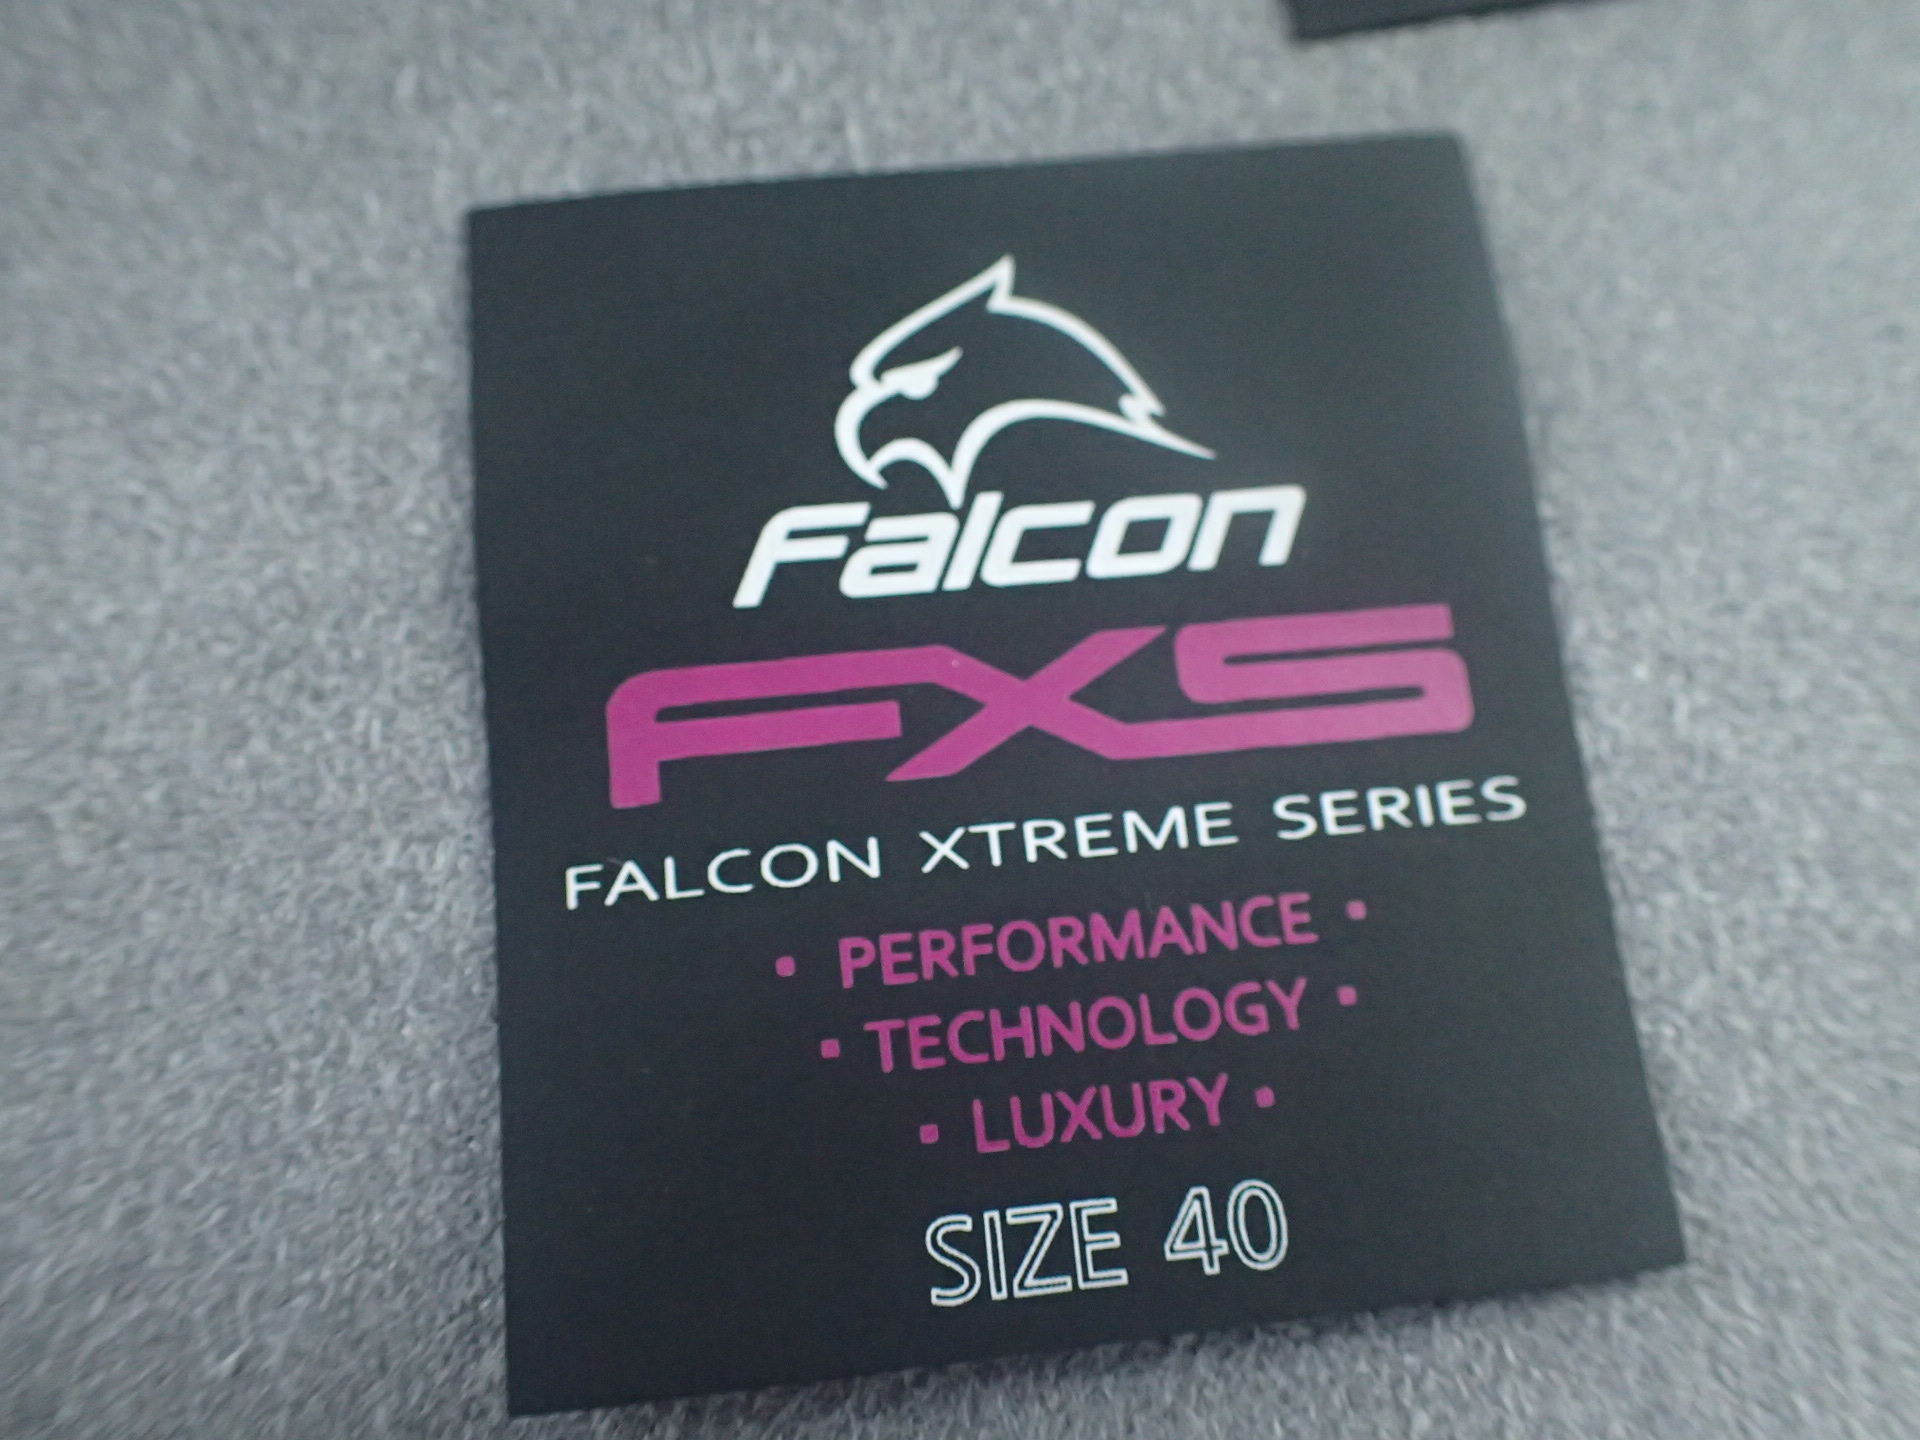 Falcon
FXS
FALCON XTREME SERIES
• PERFORMANCE •
• TECHNOLOGY •
• LUXURY •
SIZE 40